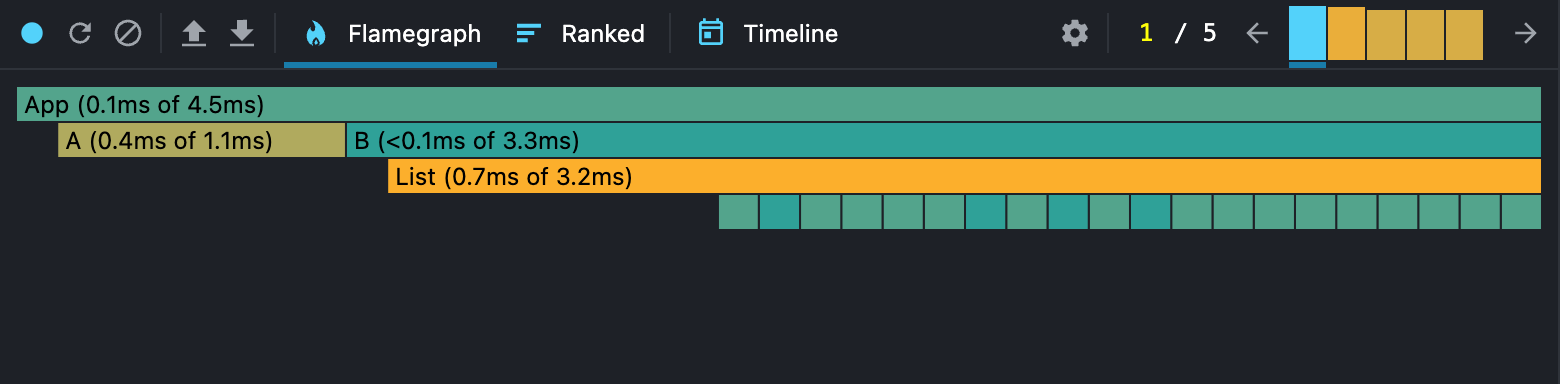 Flamegraph Ranked Timeline 1 / 5
App (0.1ms of 4.5ms)
A (0.4ms of 1.1ms) B (<0.1ms of 3.3ms)
List (0.7ms of 3.2ms)